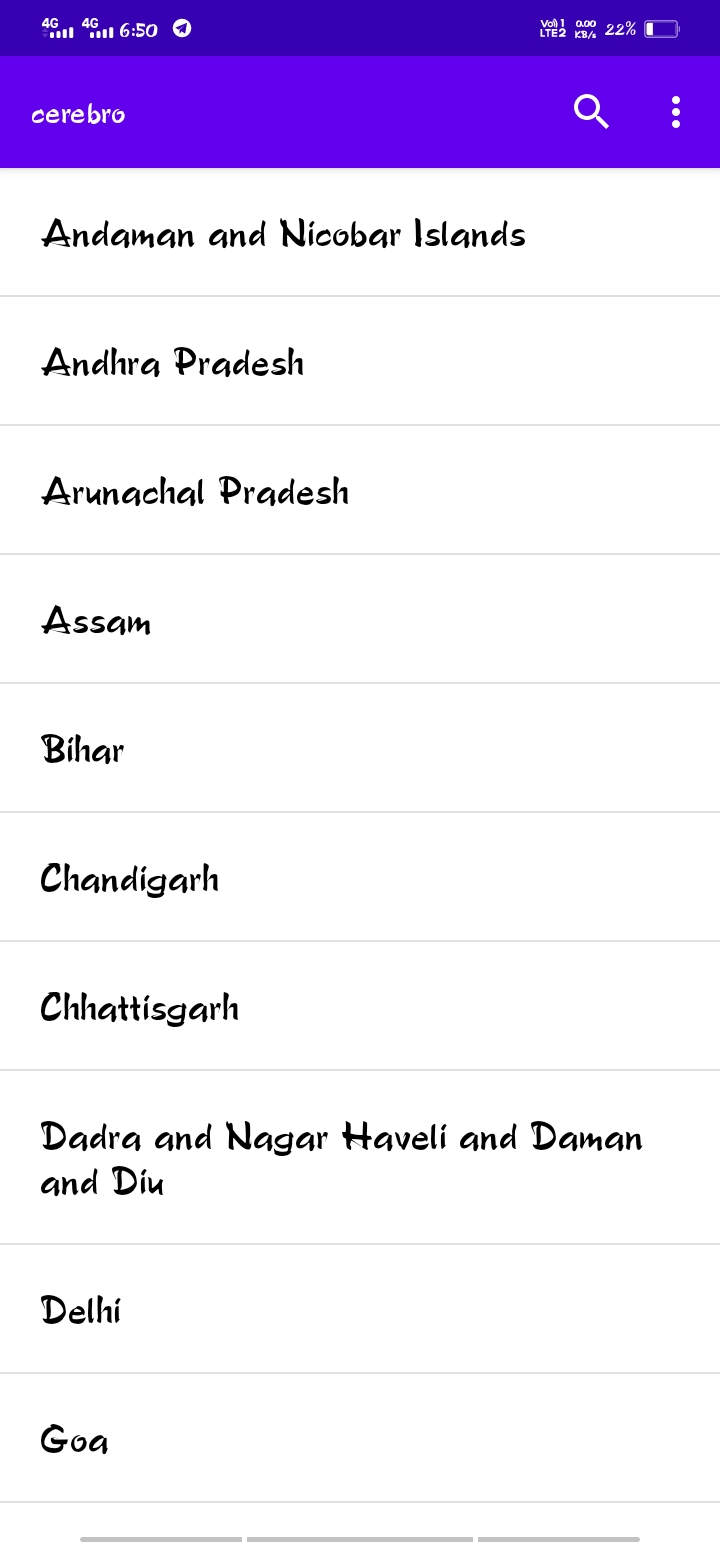 4G 4G 6:50 Vo)) 1 LTE2 0.00 KB/s 22%
cerebro
Andaman and Nicobar Islands
Andhra Pradesh
Arunachal Pradesh
Assam
Bihar
Chandigarh
Chhattisgarh
Dadra and Nagar Haveli and Daman
and Diu
Delhi
Goa